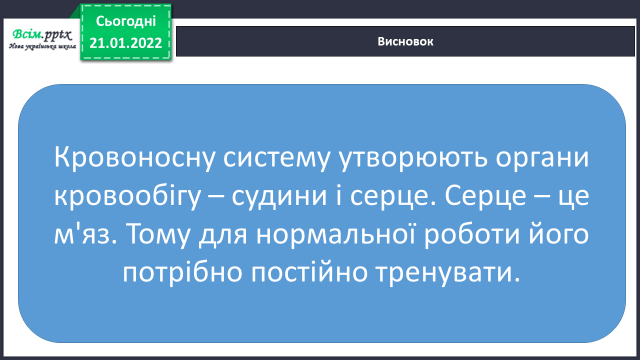 Всім.pptx
Нова українська школа
Сьогодні
21.01.2022
Висновок
Кровоносну систему утворюють органи
кровообігу – судини і серце. Серце – це
м'яз. Тому для нормальної роботи його
потрібно постійно тренувати.